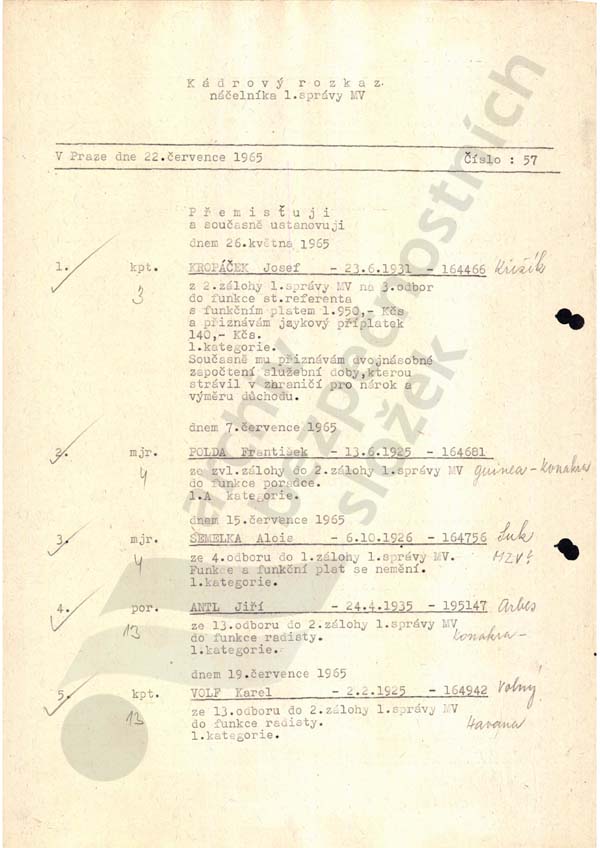 K á d r o v ý  r o z k a z.
náčelníka 1.správy MV
V Praze dne 22.července 1965 Číslo : 57
P ř e m i s ť u j i
a současně ustanovuji
dnem 26.května 1965
1. kpt. KROPÁČEK Josef - 23.6.1931 - 164466 Křižík
3
z 2.zálohy 1.správy MV na 3.odbor
do funkce st.referenta
s funkčním platem 1.950,- Kčs
a přiznávám jzykový příplatek
140,- Kčs.
1.kategorie.
Současně mu přiznávám dvojnásobné
započtení služební doby,kterou
strávil v zahraničí pro nárok a
výměru důchodu.
dnem 7.července 1965
2. mjr. POLDA František - 13.6.1925 - 164681
4
ze zvl.zálohy do 2.zálohy 1.správy MV guinea - Konakra
do funkce poradce.
1.A kategorie.
dnem 15.července 1965
3. mjr. SEMELKA Alois - 6.10.1926 - 164756 Luk
4
ze 4.odboru do 1.zálohy 1.správy MV. MZV
Funkce a funkční plat se nemění.
1.kategorie.
4. por. ANTL Jiří - 24.4.1935 - 195147 Arbes
13
ze 13.odboru do 2.zálohy 1.správy MV
do funkce radisty. Konakra -
1.kategorie.
dnem 19.července 1965
5. kpt. VOLF Karel - 2.2.1925 - 164942 Volný
13
ze 13.odboru do 2.zálohy 1.správy MV
do funkce radisty. Havana
1.kategorie.
archiv
bezpečnostních
složek